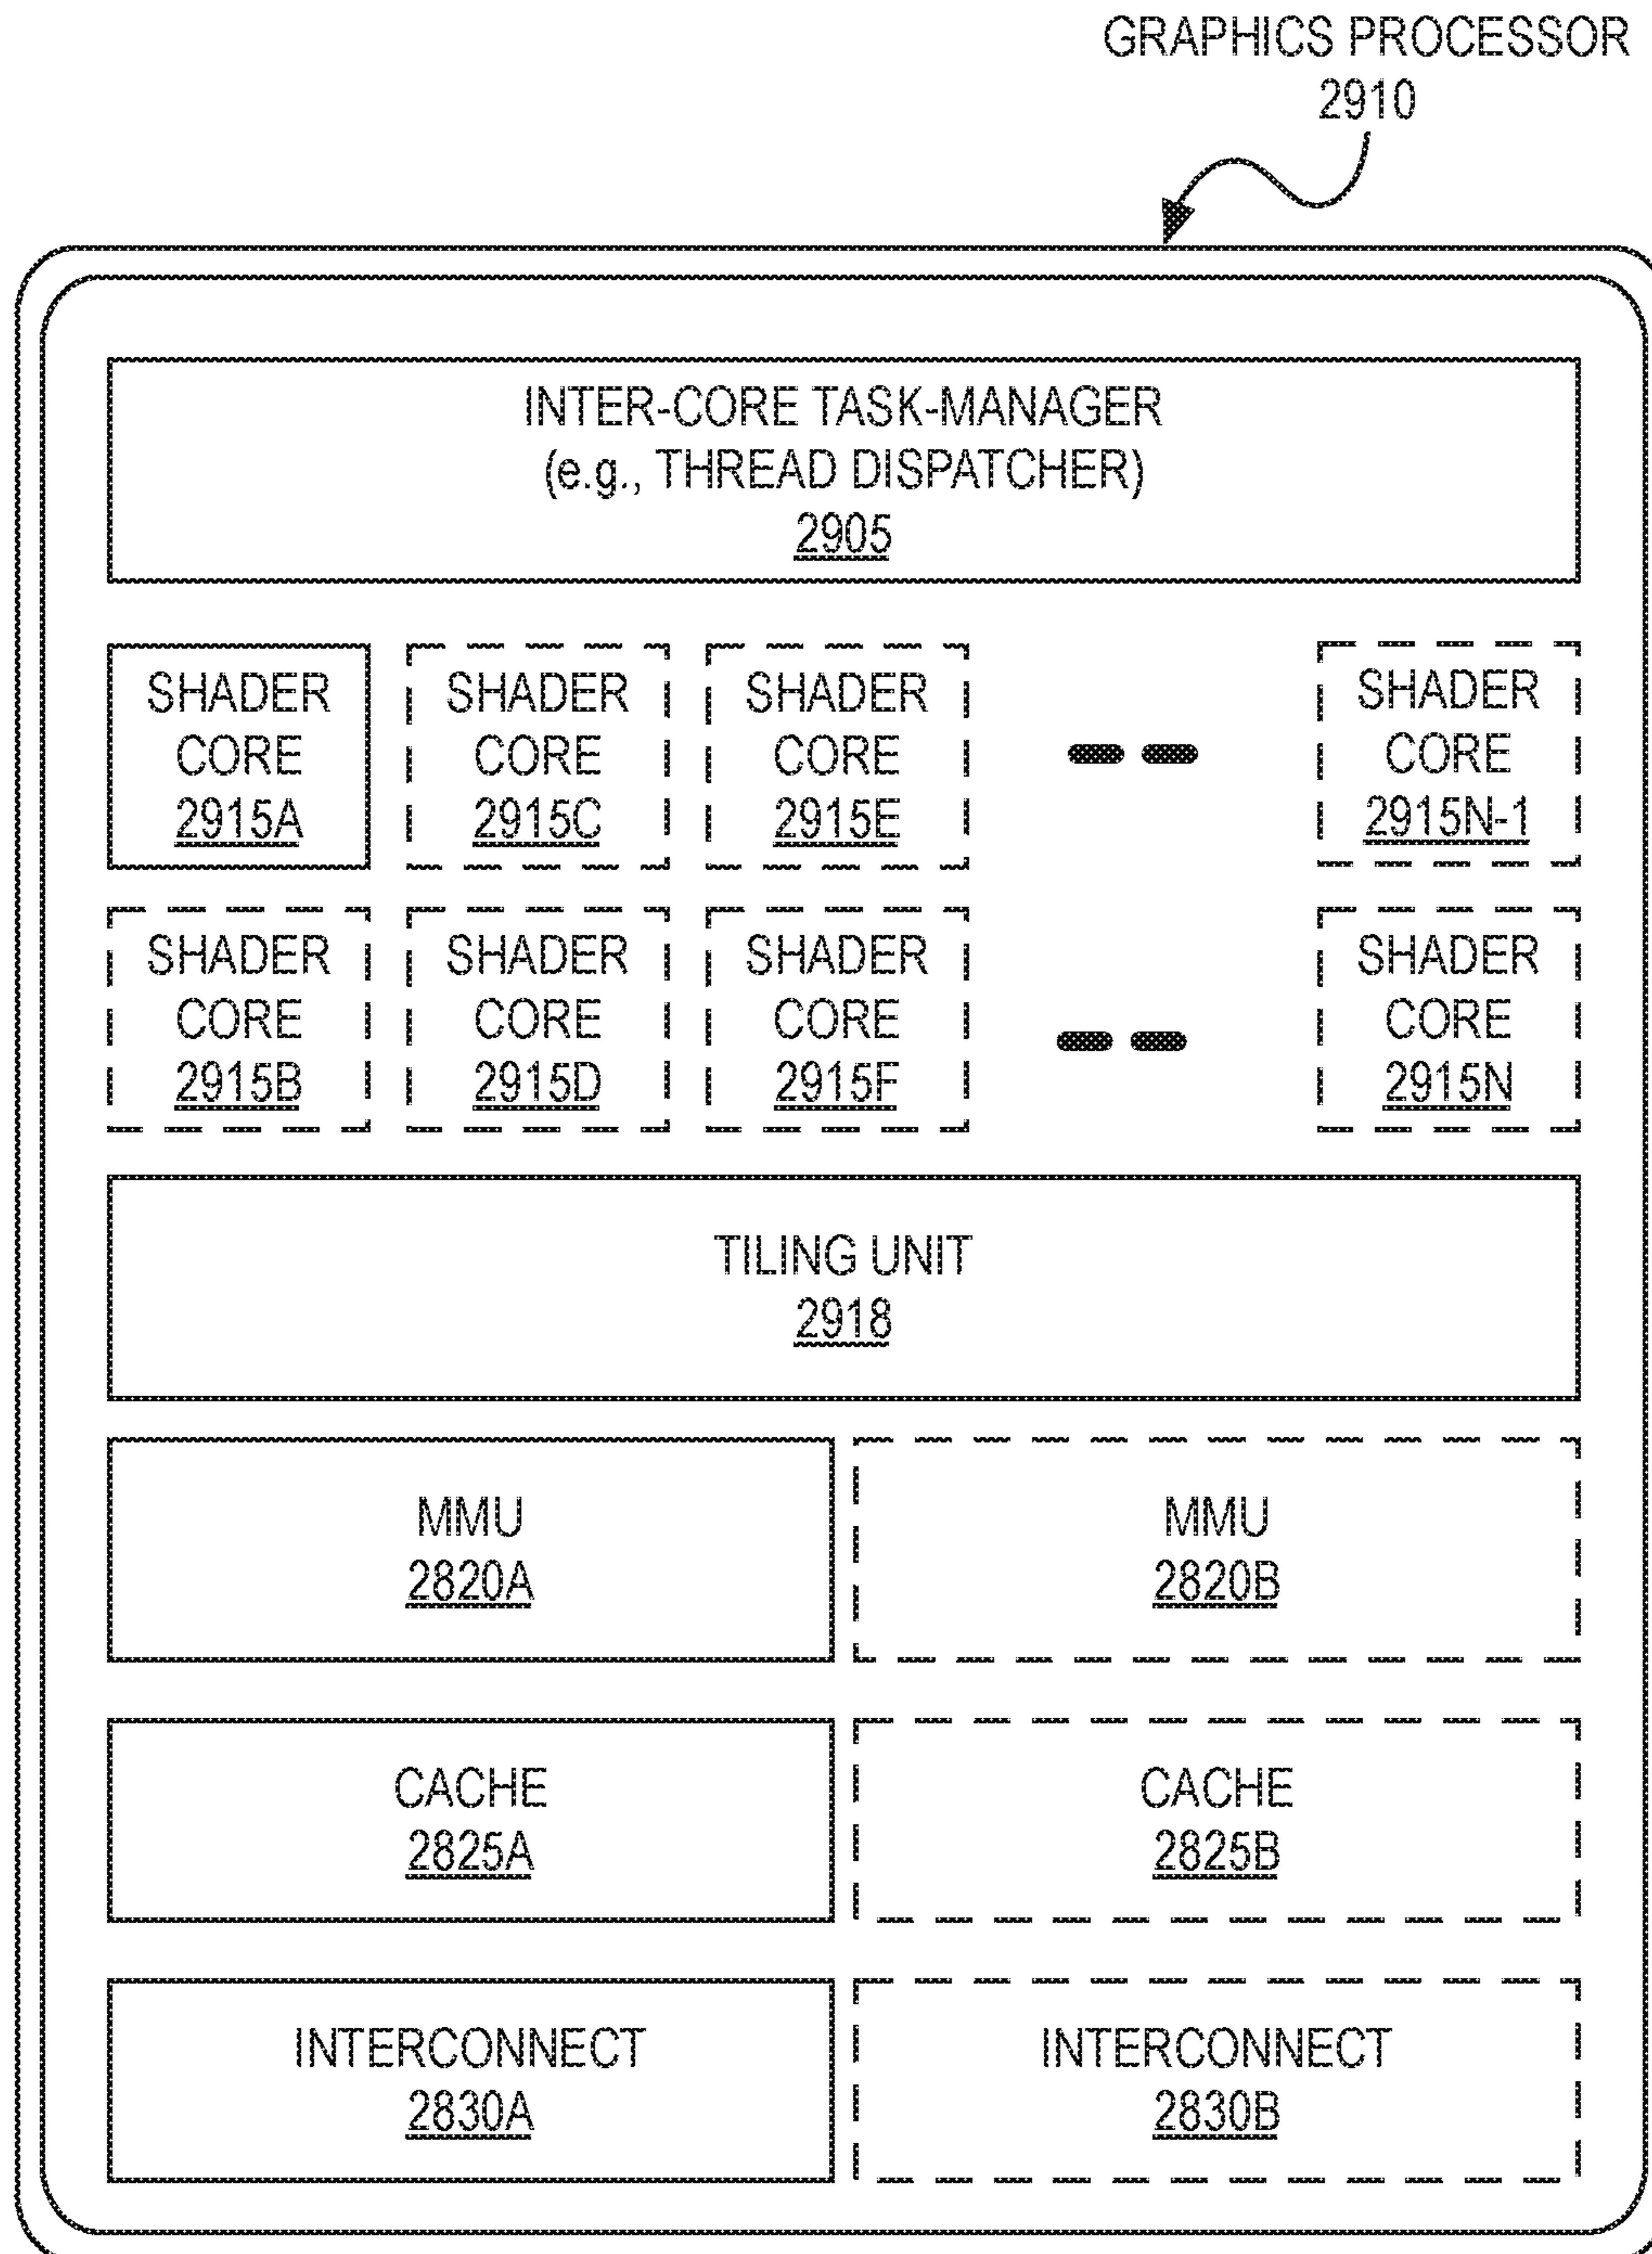 GRAPHICS PROCESSOR
2910
INTER-CORE TASK-MANAGER
(e.g., THREAD DISPATCHER)
2905
SHADER
CORE
2915A
SHADER
CORE
2915C
SHADER
CORE
2915E
SHADER
CORE
2915N-1
SHADER
CORE
2915B
SHADER
CORE
2915D
SHADER
CORE
2915F
SHADER
CORE
2915N
TILING UNIT
2918
MMU
2820A
MMU
2820B
CACHE
2825A
CACHE
2825B
INTERCONNECT
2830A
INTERCONNECT
2830B